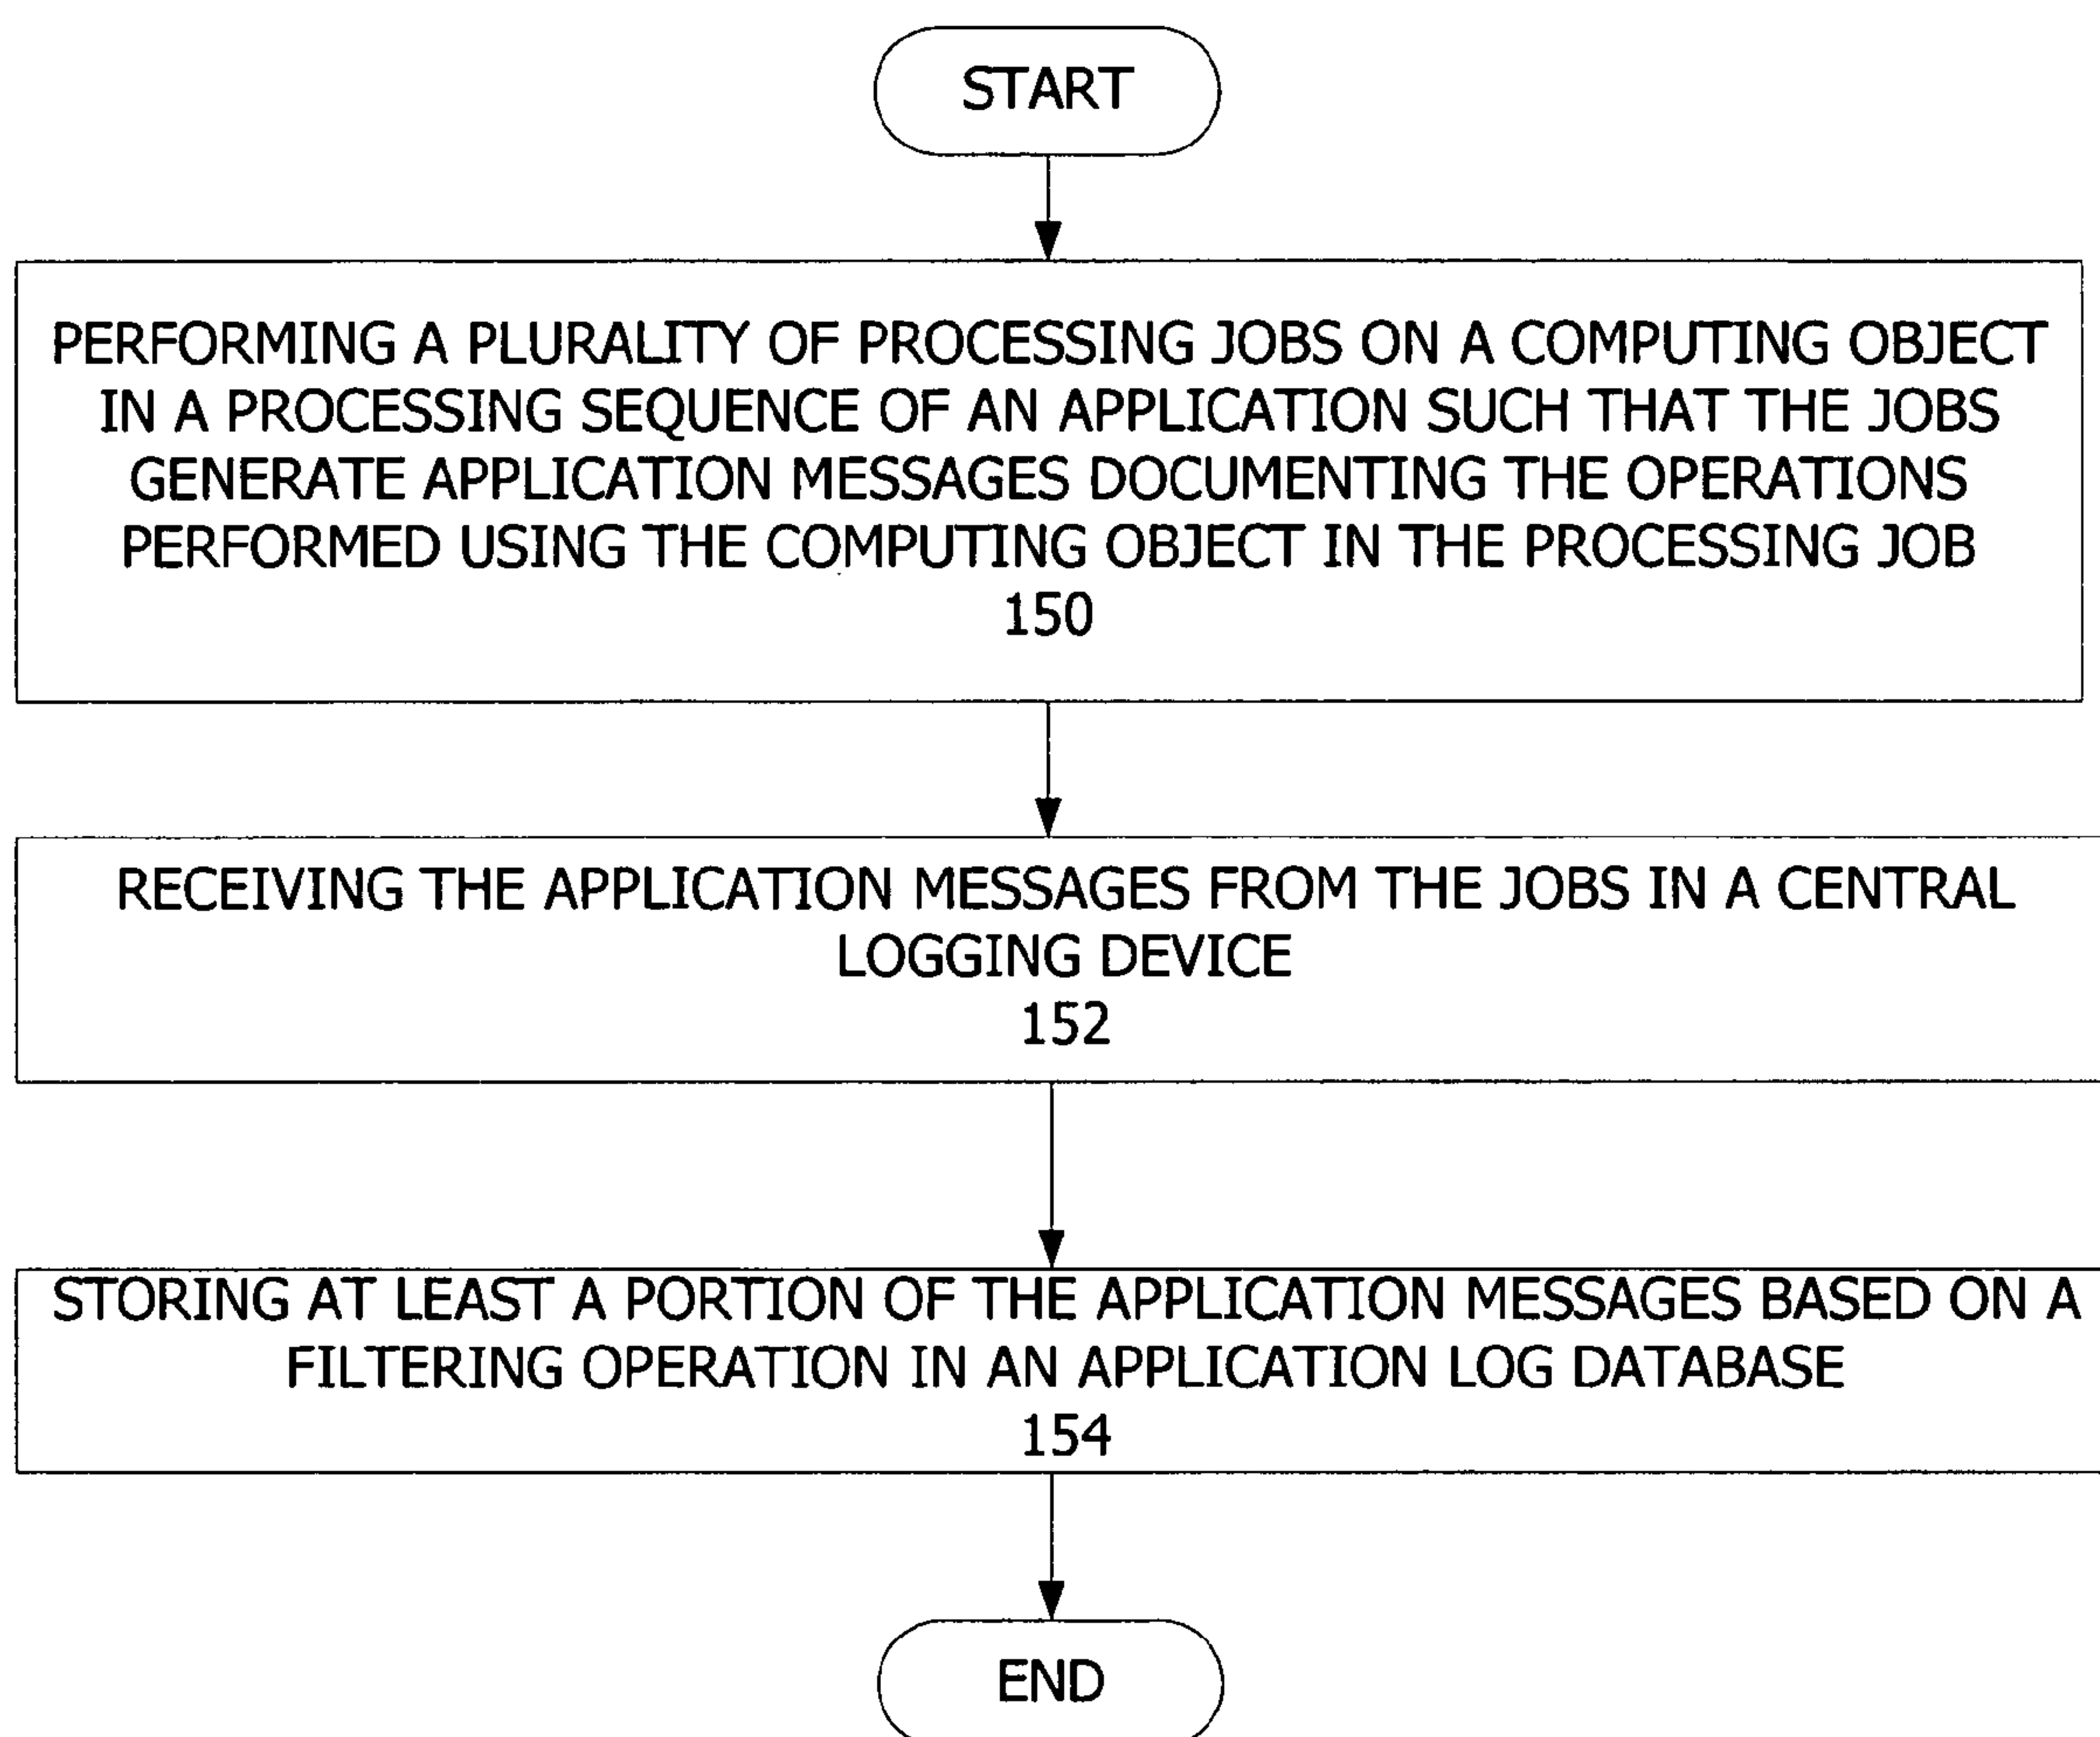 START
PERFORMING A PLURALITY OF PROCESSING JOBS ON A COMPUTING OBJECT
IN A PROCESSING SEQUENCE OF AN APPLICATION SUCH THAT THE JOBS
GENERATE APPLICATION MESSAGES DOCUMENTING THE OPERATIONS
PERFORMED USING THE COMPUTING OBJECT IN THE PROCESSING JOB
150
RECEIVING THE APPLICATION MESSAGES FROM THE JOBS IN A CENTRAL
LOGGING DEVICE
152
STORING AT LEAST A PORTION OF THE APPLICATION MESSAGES BASED ON A
FILTERING OPERATION IN AN APPLICATION LOG DATABASE
154
END